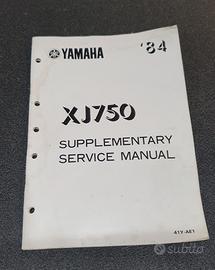 YAMAHA '84
XJ750
SUPPLEMENTARY
SERVICE MANUAL
41Y-AE1
subito